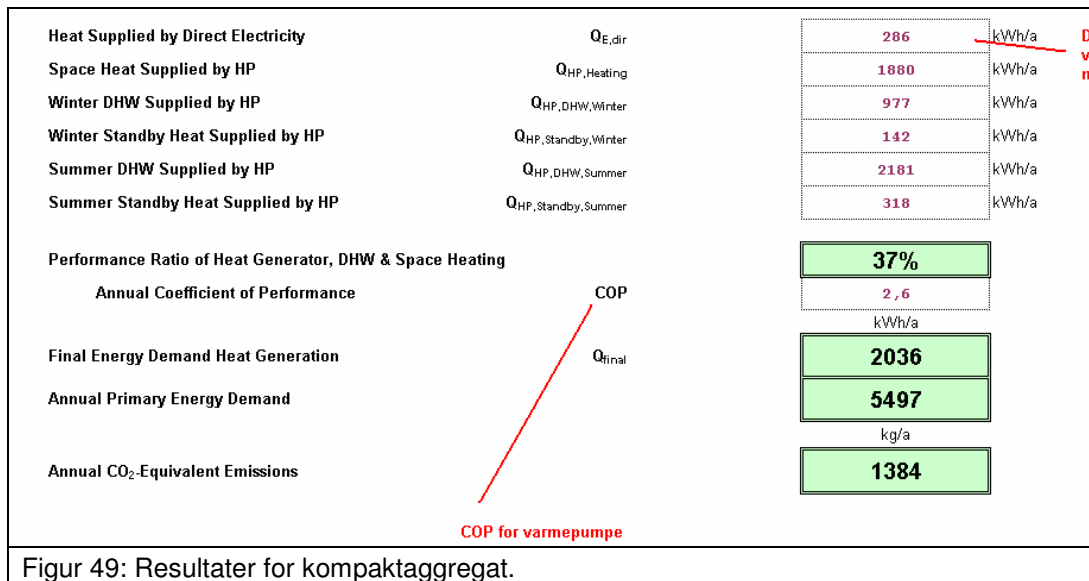 Heat Supplied by Direct Electricity QE,dir 286 kWh/a D
Space Heat Supplied by HP QHP,Heating 1880 kWh/a v
n
Winter DHW Supplied by HP QHP,DHW,Winter 977 kWh/a
Winter Standby Heat Supplied by HP QHP,Standby,Winter 142 kWh/a
Summer DHW Supplied by HP QHP,DHW,Summer 2181 kWh/a
Summer Standby Heat Supplied by HP QHP,Standby,Summer 318 kWh/a
Performance Ratio of Heat Generator, DHW & Space Heating 37%
Annual Coefficient of Performance COP 2,6
kWh/a
Final Energy Demand Heat Generation Qfinal 2036
Annual Primary Energy Demand 5497
kg/a
Annual CO₂-Equivalent Emissions 1384
COP for varmepumpe
Figur 49: Resultater for kompaktaggregat.